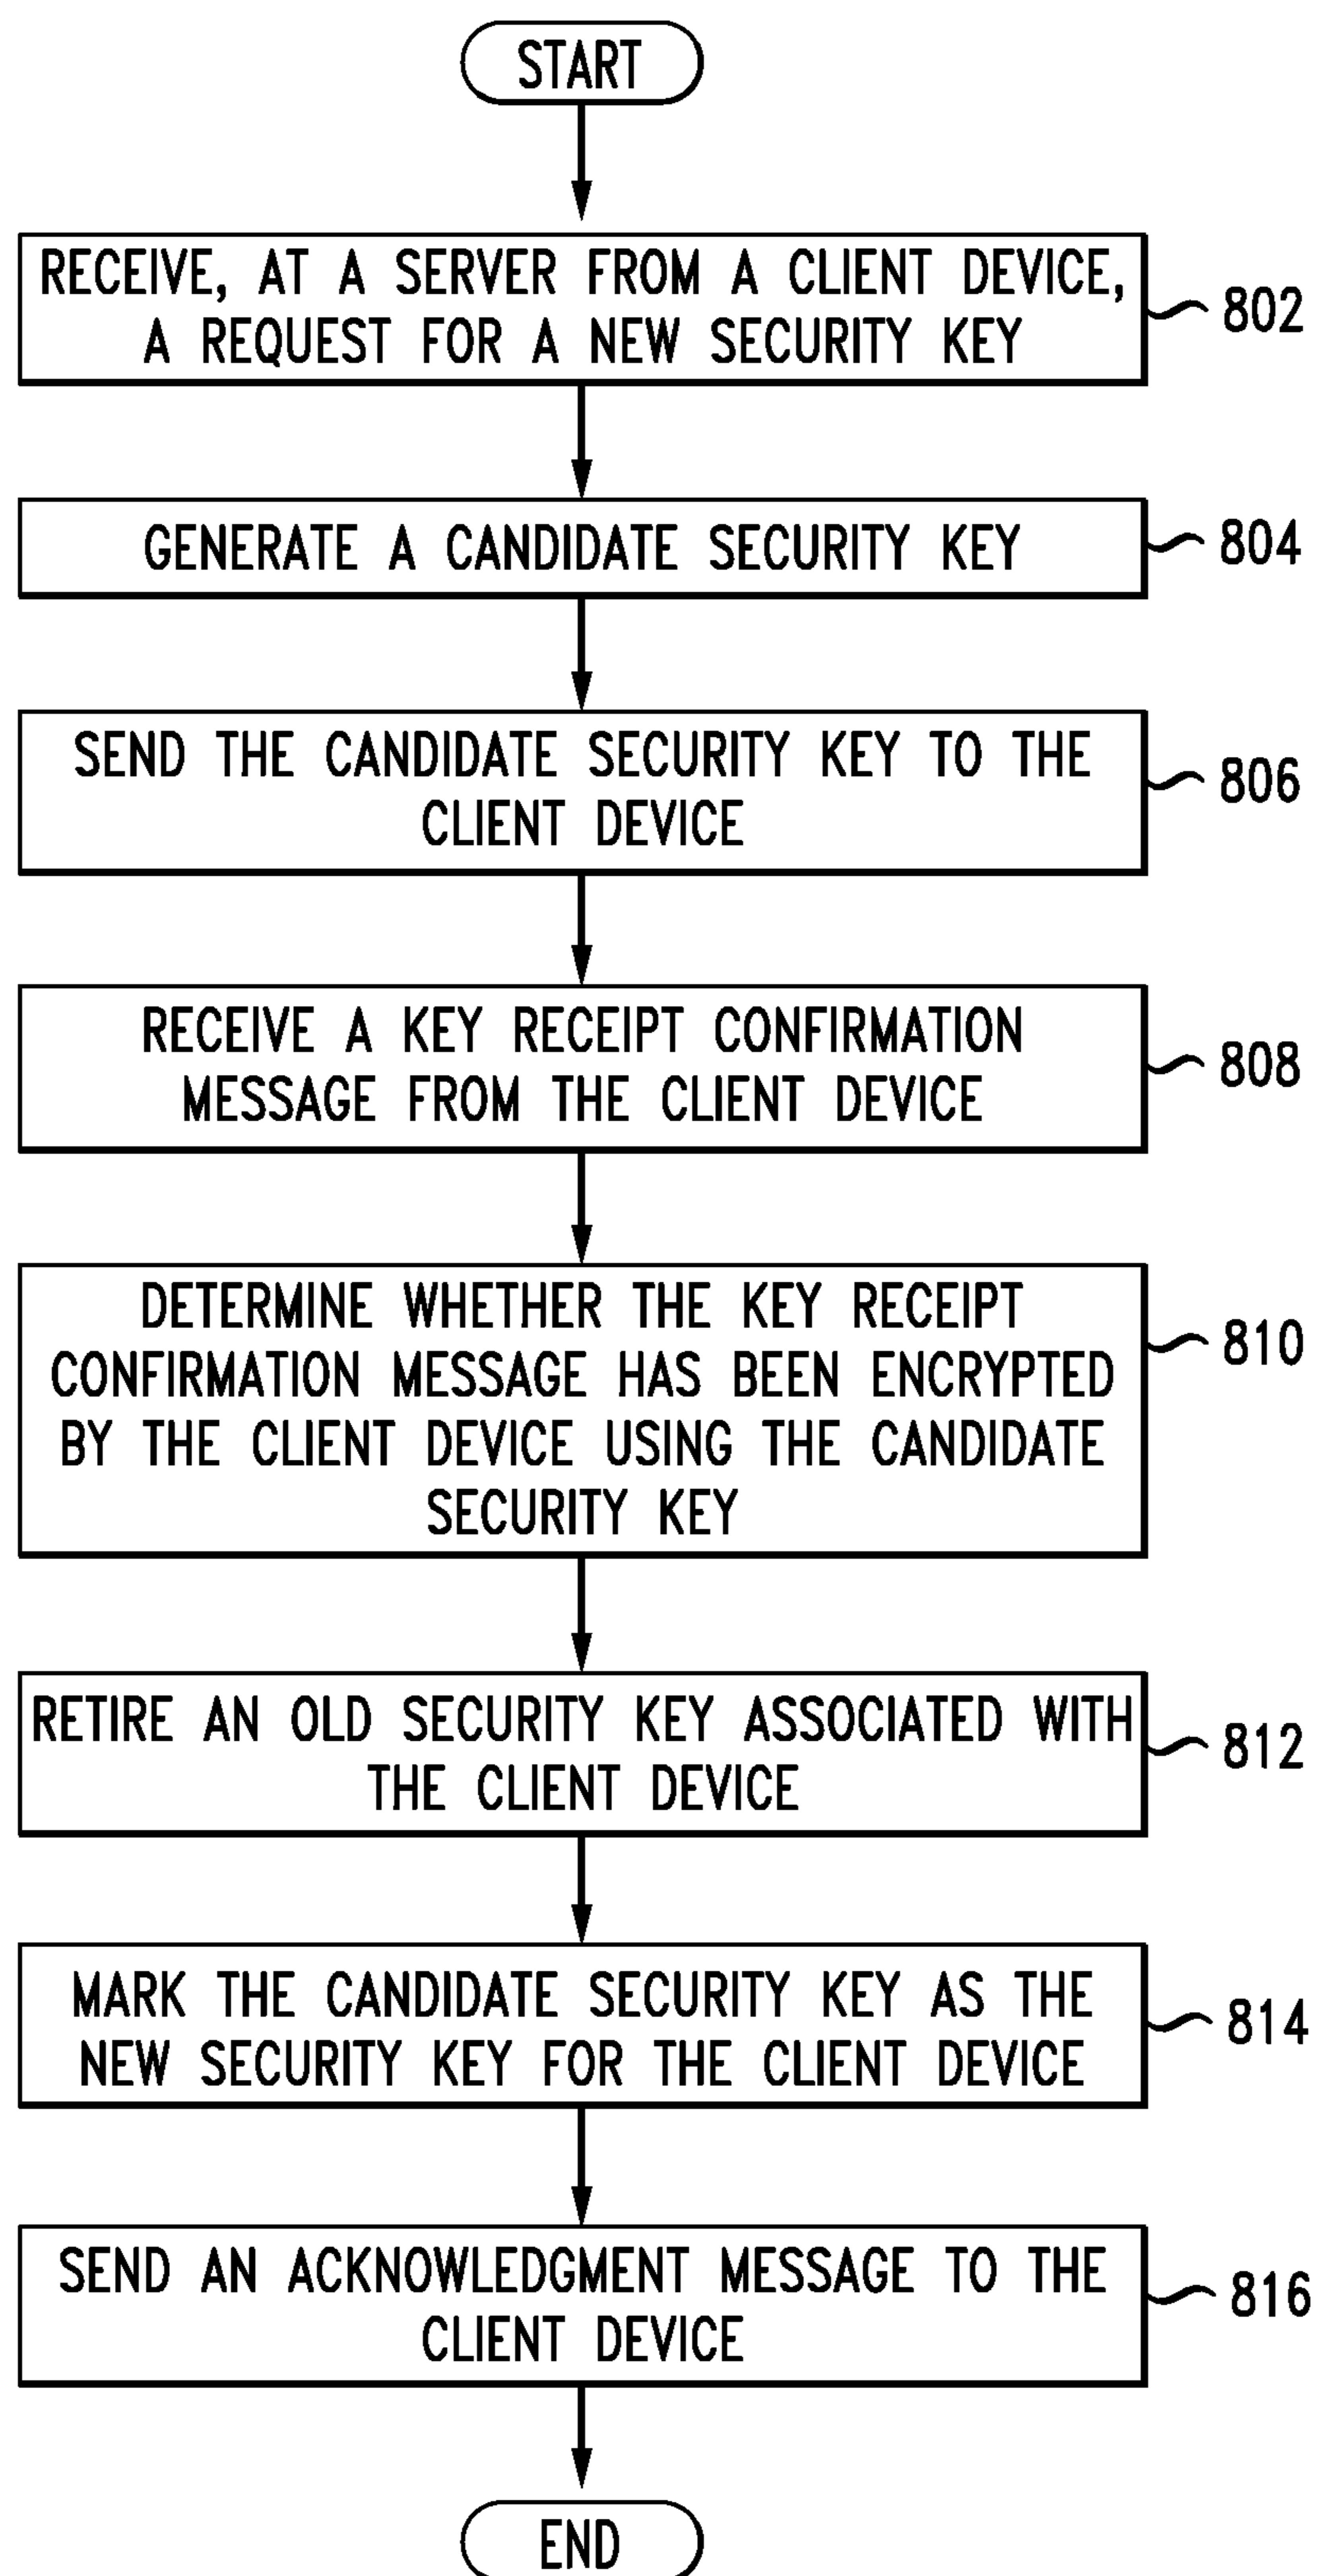 START
RECEIVE, AT A SERVER FROM A CLIENT DEVICE,
A REQUEST FOR A NEW SECURITY KEY
802
GENERATE A CANDIDATE SECURITY KEY
804
SEND THE CANDIDATE SECURITY KEY TO THE
CLIENT DEVICE
806
RECEIVE A KEY RECEIPT CONFIRMATION
MESSAGE FROM THE CLIENT DEVICE
808
DETERMINE WHETHER THE KEY RECEIPT
CONFIRMATION MESSAGE HAS BEEN ENCRYPTED
BY THE CLIENT DEVICE USING THE CANDIDATE
SECURITY KEY
810
RETIRE AN OLD SECURITY KEY ASSOCIATED WITH
THE CLIENT DEVICE
812
MARK THE CANDIDATE SECURITY KEY AS THE
NEW SECURITY KEY FOR THE CLIENT DEVICE
814
SEND AN ACKNOWLEDGMENT MESSAGE TO THE
CLIENT DEVICE
816
END